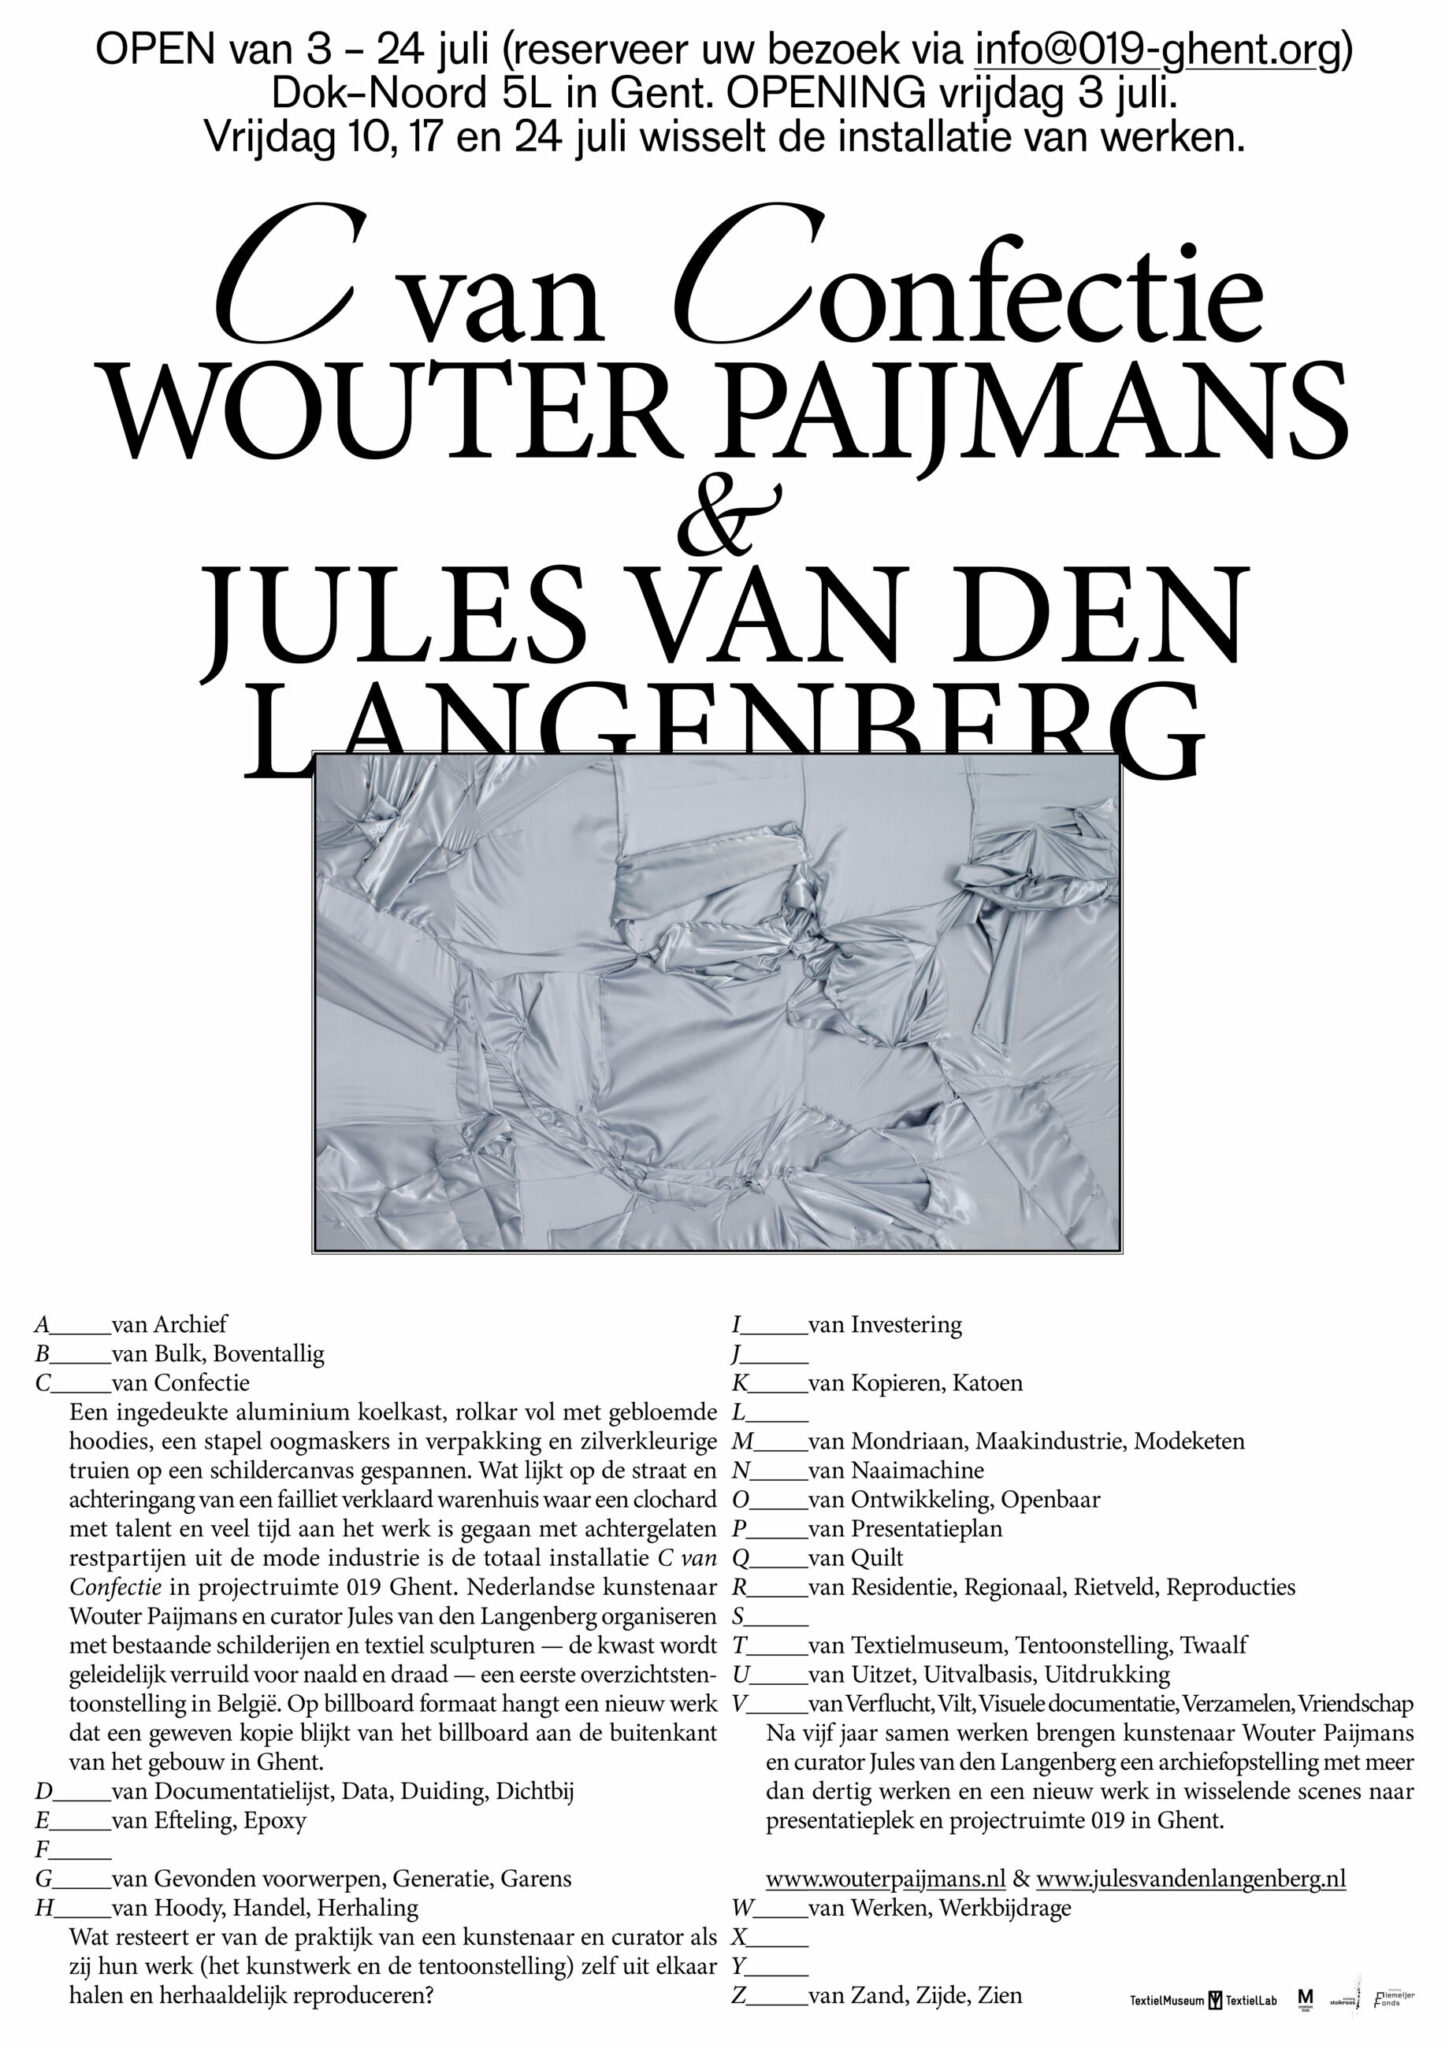 OPEN van 3 – 24 juli (reserveer uw bezoek via info@019-ghent.org)
Dok–Noord 5L in Gent. OPENING vrijdag 3 juli.
Vrijdag 10, 17 en 24 juli wisselt de installatie van werken.
C van Confectie
WOUTER PAIJMANS
&
JULES VAN DEN
LANGENBERG
A_____van Archief
B_____van Bulk, Boventallig
C_____van Confectie
Een ingedeukte aluminium koelkast, rolkar vol met gebloemde
hoodies, een stapel oogmaskers in verpakking en zilverkleurige
truien op een schildercanvas gespannen. Wat lijkt op de straat en
achteringang van een failliet verklaard warenhuis waar een clochard
met talent en veel tijd aan het werk is gegaan met achtergelaten
restpartijen uit de mode industrie is de totaal installatie C van
Confectie in projectruimte 019 Ghent. Nederlandse kunstenaar
Wouter Paijmans en curator Jules van den Langenberg organiseren
met bestaande schilderijen en textiel sculpturen — de kwast wordt
geleidelijk verruild voor naald en draad — een eerste overzichtsten-
toonstelling in België. Op billboard formaat hangt een nieuw werk
dat een geweven kopie blijkt van het billboard aan de buitenkant
van het gebouw in Ghent.
D_____van Documentatielijst, Data, Duiding, Dichtbij
E_____van Efteling, Epoxy
F_____
G_____van Gevonden voorwerpen, Generatie, Garens
H_____van Hoody, Handel, Herhaling
Wat resteert er van de praktijk van een kunstenaar en curator als
zij hun werk (het kunstwerk en de tentoonstelling) zelf uit elkaar
halen en herhaaldelijk reproduceren?
I_____van Investering
J_____
K_____van Kopieren, Katoen
L_____
M_____van Mondriaan, Maakindustrie, Modeketen
N_____van Naaimachine
O_____van Ontwikkeling, Openbaar
P_____van Presentatieplan
Q_____van Quilt
R_____van Residentie, Regionaal, Rietveld, Reproducties
S_____
T_____van Textielmuseum, Tentoonstelling, Twaalf
U_____van Uitzet, Uitvalbasis, Uitdrukking
V_____van Verflucht, Vilt, Visuele documentatie, Verzamelen, Vriendschap
Na vijf jaar samen werken brengen kunstenaar Wouter Paijmans
en curator Jules van den Langenberg een archiefopstelling met meer
dan dertig werken en een nieuw werk in wisselende scenes naar
presentatieplek en projectruimte 019 in Ghent.
www.wouterpaijmans.nl & www.julesvandenlangenberg.nl
W_____van Werken, Werkbijdrage
X_____
Y_____
Z_____van Zand, Zijde, Zien
TextielMuseum TextielLab
M
stokroos
Fonds